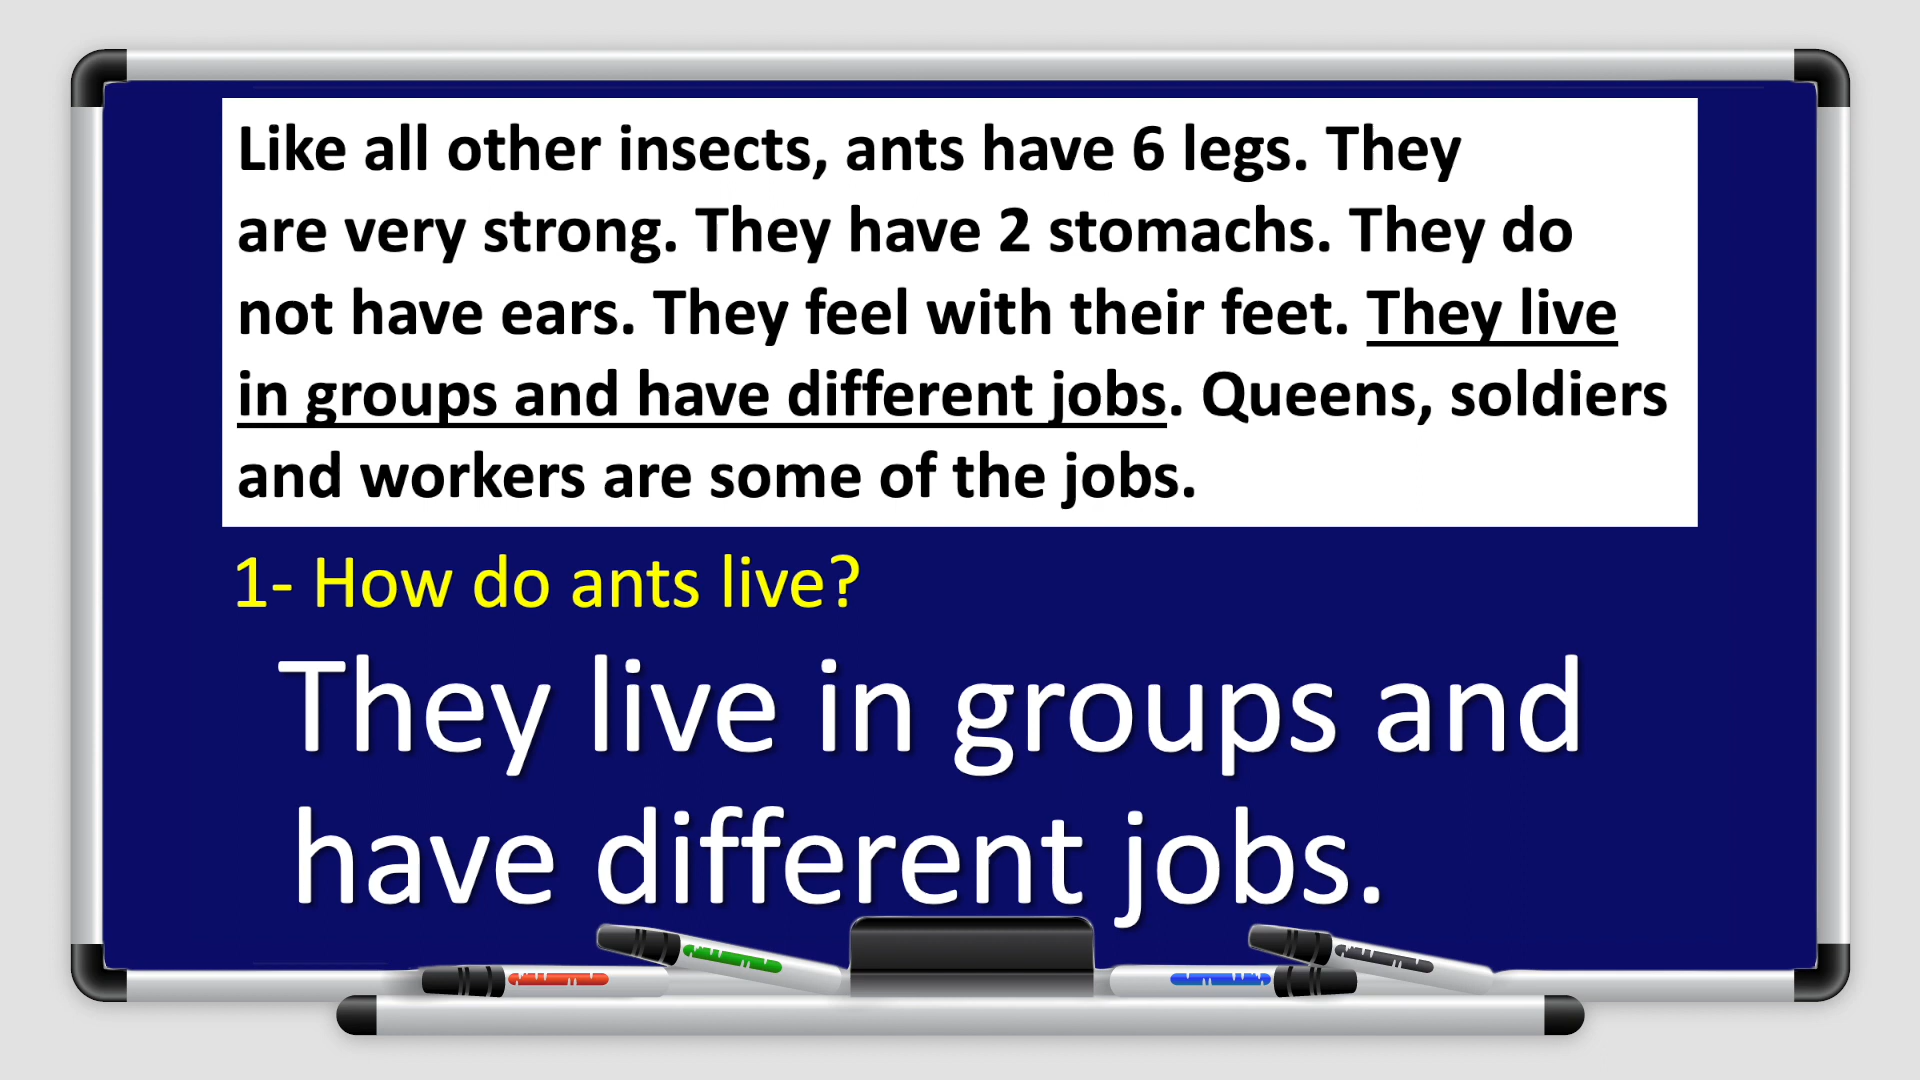 Like all other insects, ants have 6 legs. They
are very strong. They have 2 stomachs. They do
not have ears. They feel with their feet. They live
in groups and have different jobs. Queens, soldiers
and workers are some of the jobs.
1- How do ants live?
They live in groups and
have different jobs.